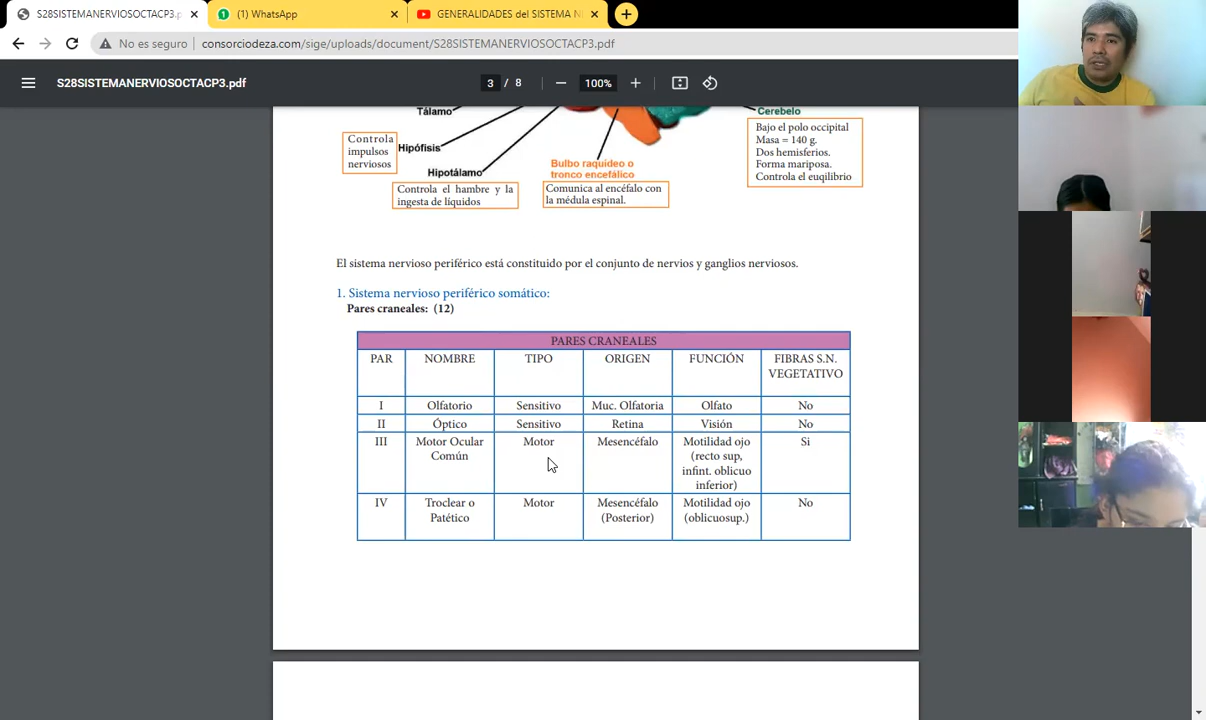 S28SISTEMANERVIOSOCTACP3.p
(1) WhatsApp
GENERALIDADES del SISTEMA N
No es seguro
consorciodeza.com/sige/uploads/document/S28SISTEMANERVIOSOCTACP3.pdf
S28SISTEMANERVIOSOCTACP3.pdf
3 / 8
100%
Tálamo
Cerebelo
Controla
impulsos
nerviosos
Hipófisis
Hipotálamo
Controla el hambre y la
ingesta de líquidos
Bulbo raquídeo o
tronco encefálico
Comunica al encéfalo con
la médula espinal.
Bajo el polo occipital
Masa = 140 g.
Dos hemisferios.
Forma mariposa.
Controla el euqilibrio
El sistema nervioso periférico está constituido por el conjunto de nervios y ganglios nerviosos.
1. Sistema nervioso periférico somático:
Pares craneales: (12)
PARES CRANEALES
PAR NOMBRE TIPO ORIGEN FUNCIÓN FIBRAS S.N.
VEGETATIVO
I Olfatorio Sensitivo Muc. Olfatoria Olfato No
II Óptico Sensitivo Retina Visión No
III Motor Ocular Motor Mesencéfalo Motilidad ojo Si
Común (recto sup,
infint. oblicuo
inferior)
IV Troclear o Motor Mesencéfalo Motilidad ojo No
Patético (Posterior) (oblicuosup.)